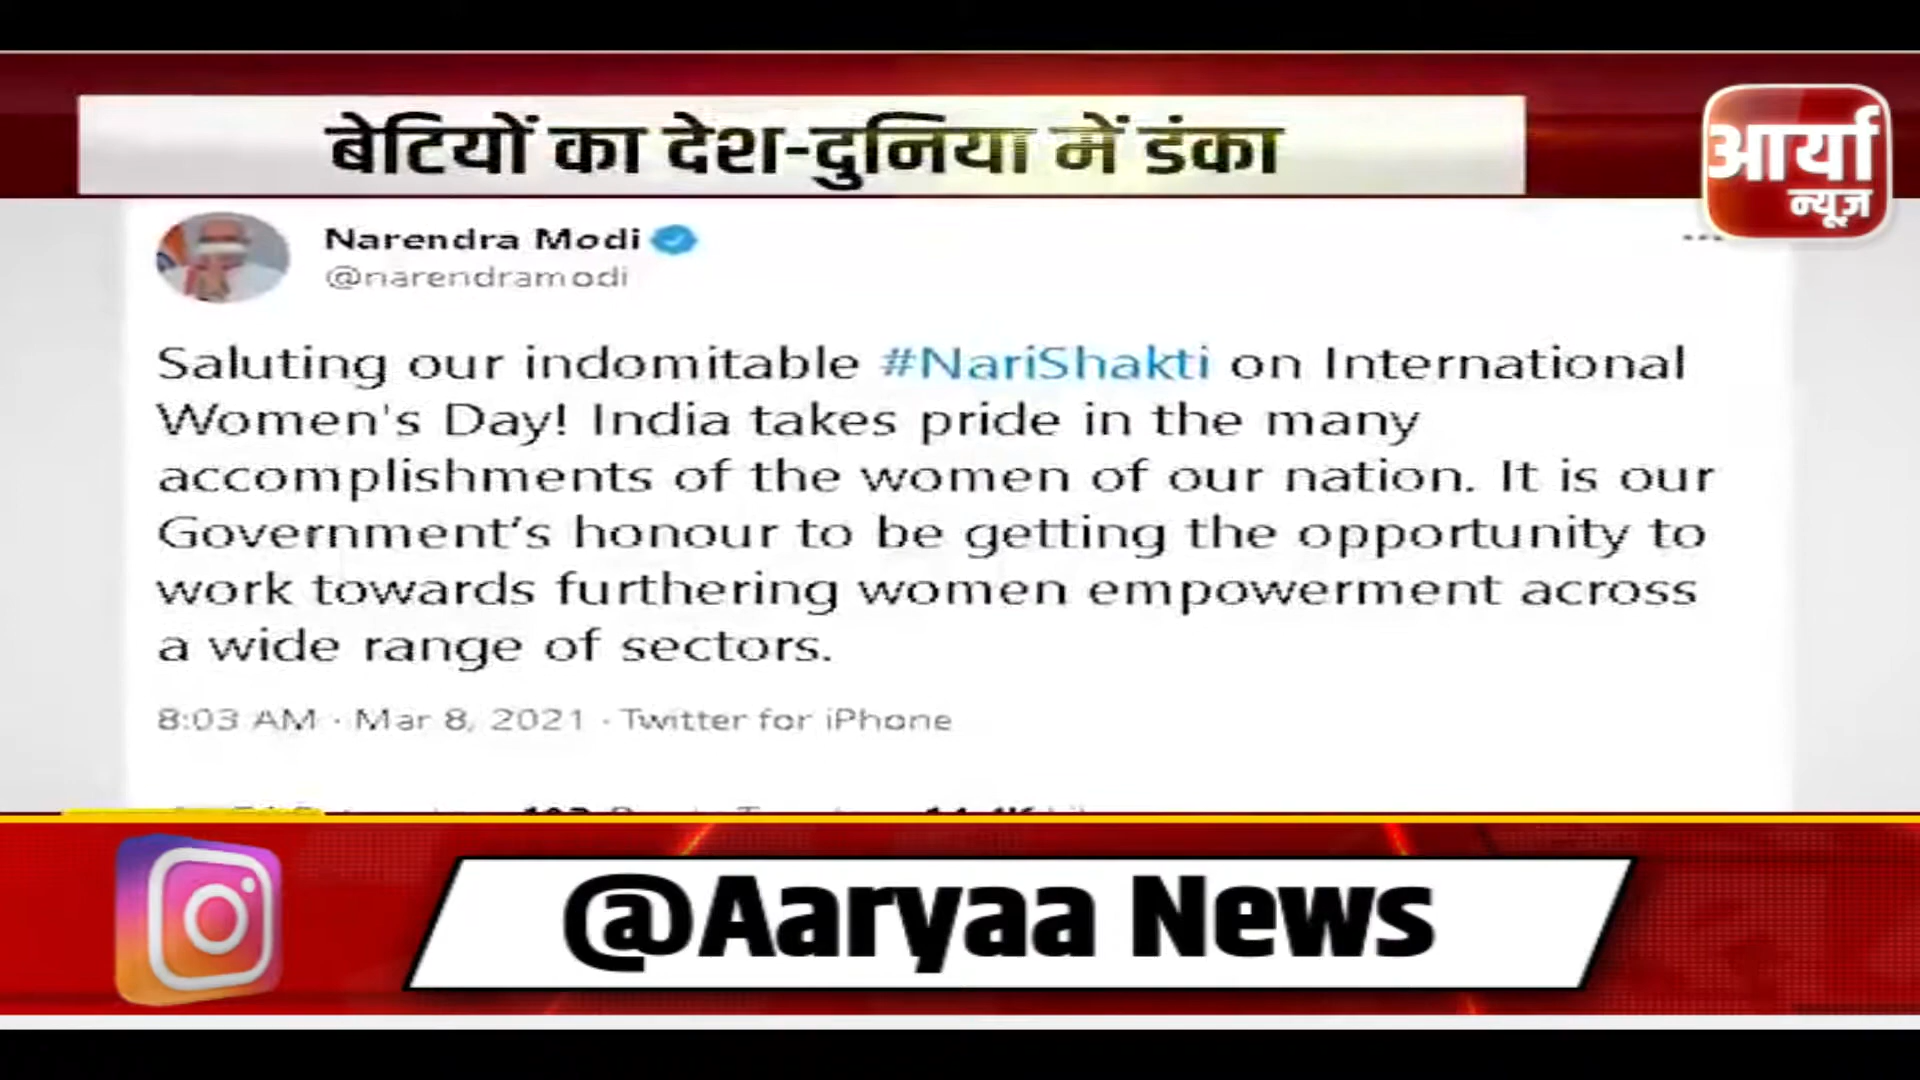 बेटियों का देश-दुनिया में डंका
आर्या
न्यूज़
Narendra Modi
@narendramodi
Saluting our indomitable #NariShakti on International
Women's Day! India takes pride in the many
accomplishments of the women of our nation. It is our
Government’s honour to be getting the opportunity to
work towards furthering women empowerment across
a wide range of sectors.
8:03 AM · Mar 8, 2021 · Twitter for iPhone
@Aaryaa News